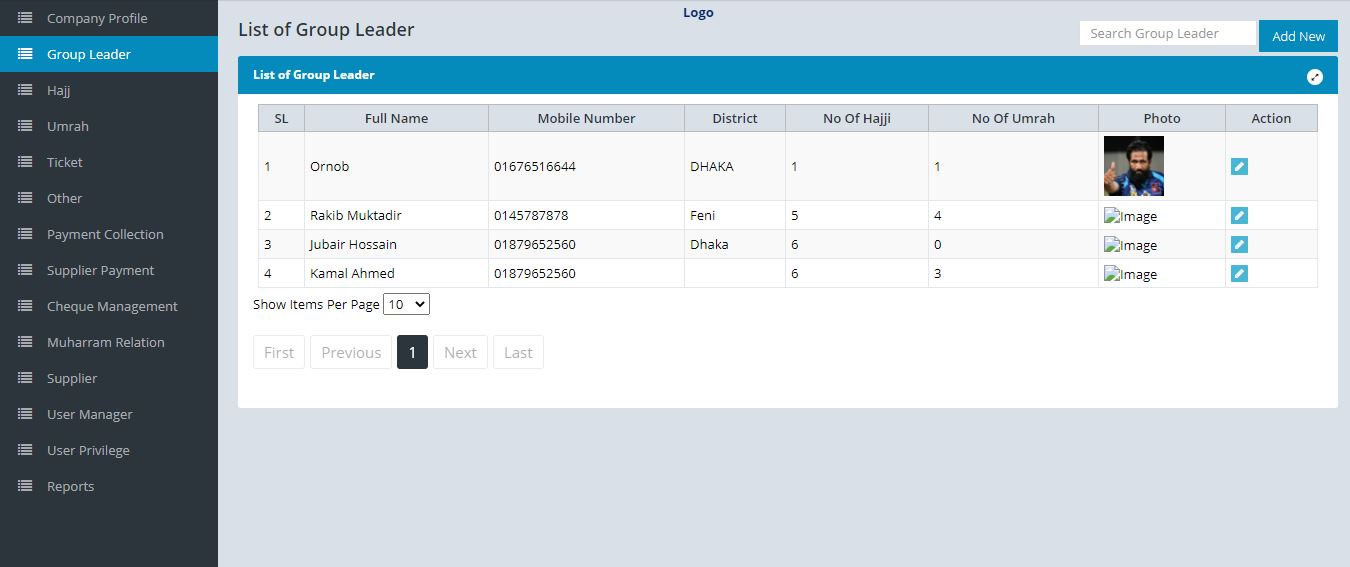 Logo
Company Profile
Group Leader
Hajj
Umrah
Ticket
Other
Payment Collection
Supplier Payment
Cheque Management
Muharram Relation
Supplier
User Manager
User Privilege
Reports
List of Group Leader
Search Group Leader Add New
List of Group Leader
SL Full Name Mobile Number District No Of Hajji No Of Umrah Photo Action
1 Ornob 01676516644 DHAKA 1 1
2 Rakib Muktadir 0145787878 Feni 5 4 Image
3 Jubair Hossain 01879652560 Dhaka 6 0 Image
4 Kamal Ahmed 01879652560 6 3 Image
Show Items Per Page 10
First Previous 1 Next Last